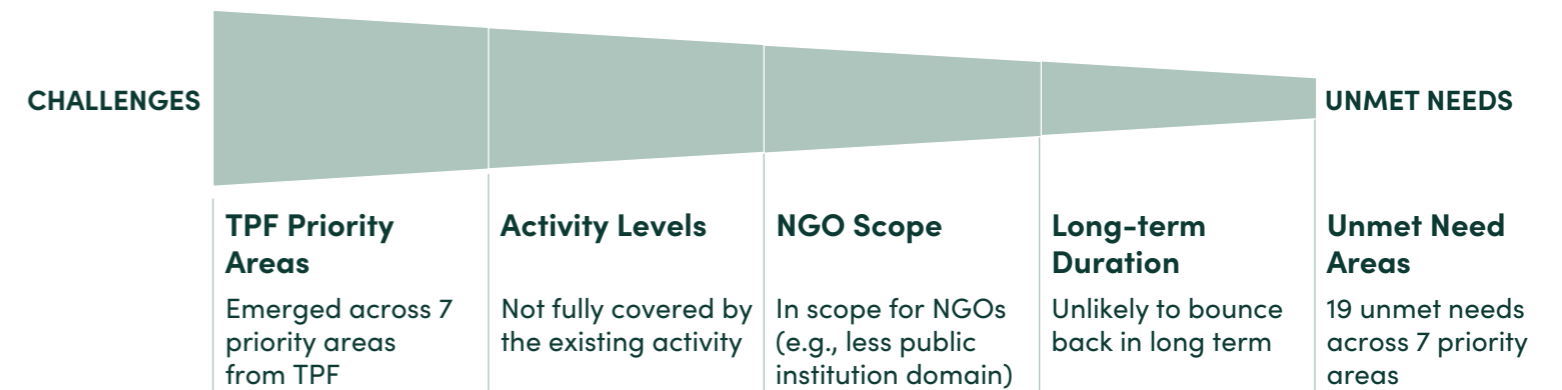 CHALLENGES
UNMET NEEDS
TPF Priority
Areas
Emerged across 7
priority areas
from TPF
Activity Levels
Not fully covered by
the existing activity
NGO Scope
In scope for NGOs
(e.g., less public
institution domain)
Long-term
Duration
Unlikely to bounce
back in long term
Unmet Need
Areas
19 unmet needs
across 7 priority
areas